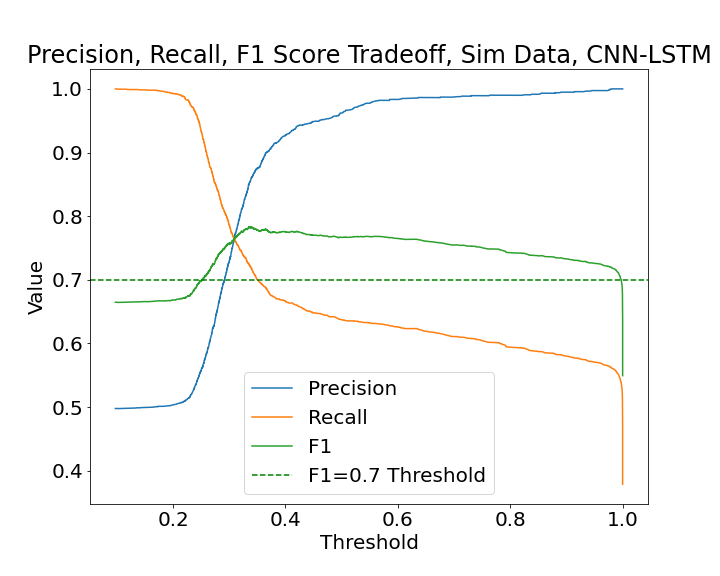 Precision, Recall, F1 Score Tradeoff, Sim Data, CNN-LSTM
1.0
0.9
0.8
0.7
0.6
0.5
0.4
Value
Precision
Recall
F1
F1=0.7 Threshold
0.2 0.4 0.6 0.8 1.0
Threshold